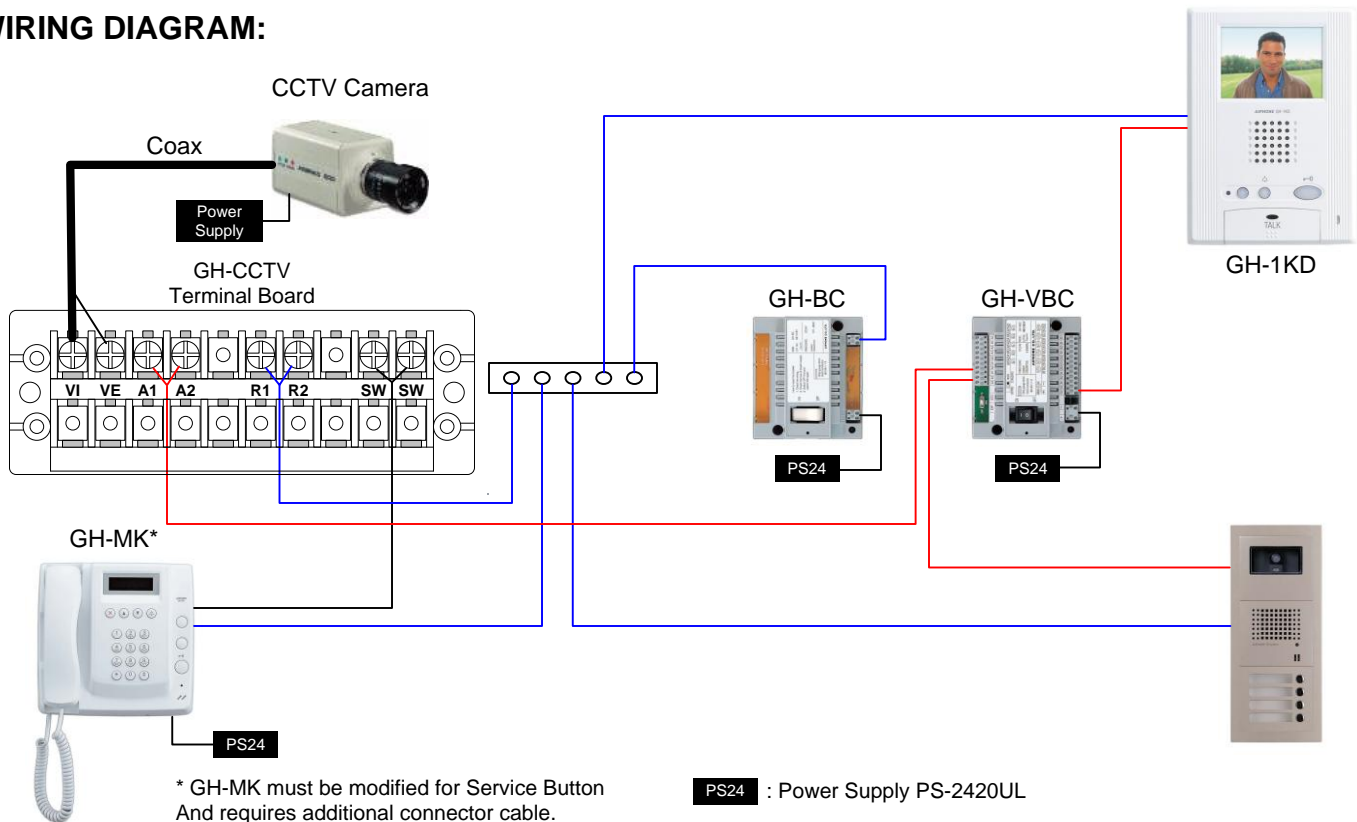 WIRING DIAGRAM:
CCTV Camera
Coax
Power
Supply
GH-CCTV
Terminal Board
VI VE A1 A2 R1 R2 SW SW
GH-BC
GH-VBC
PS24
PS24
TALK
GH-1KD
GH-MK*
PS24
* GH-MK must be modified for Service Button
And requires additional connector cable.
PS24 : Power Supply PS-2420UL